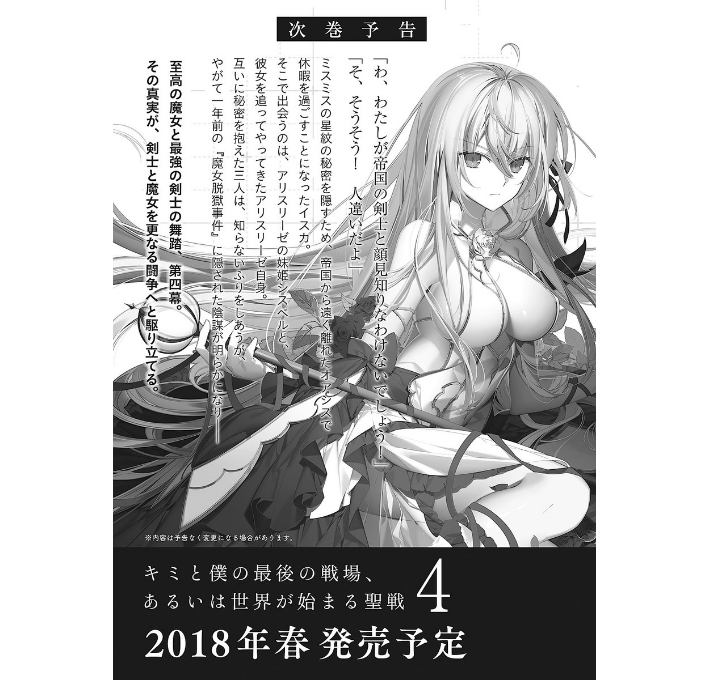 次巻予告
「わ、わたしが帝国の剣士と顔見知りなわけないでしょう！」
「そ、そうそう！　人違いだよ」
ミスミスの星紋の秘密を隠すため、帝国から遠く離れたオアシスで
休暇を過ごすことになったイスカ。
そこで出会うのは、アリスリーゼの妹姫シスベルと、
彼女を追ってやってきたアリスリーゼ自身。
互いに秘密を抱えた三人は、知らないふりをしあうが、
やがて一年前の『魔女脱獄事件』に隠された陰謀が明らかになり――
至高の魔女と最強の剣士の舞踏、第四幕。
その真実が、剣士と魔女を更なる闘争へと駆り立てる。
※内容は予告なく変更になる場合があります。
キミと僕の最後の戦場、
あるいは世界が始まる聖戦 4
2018年春 発売予定